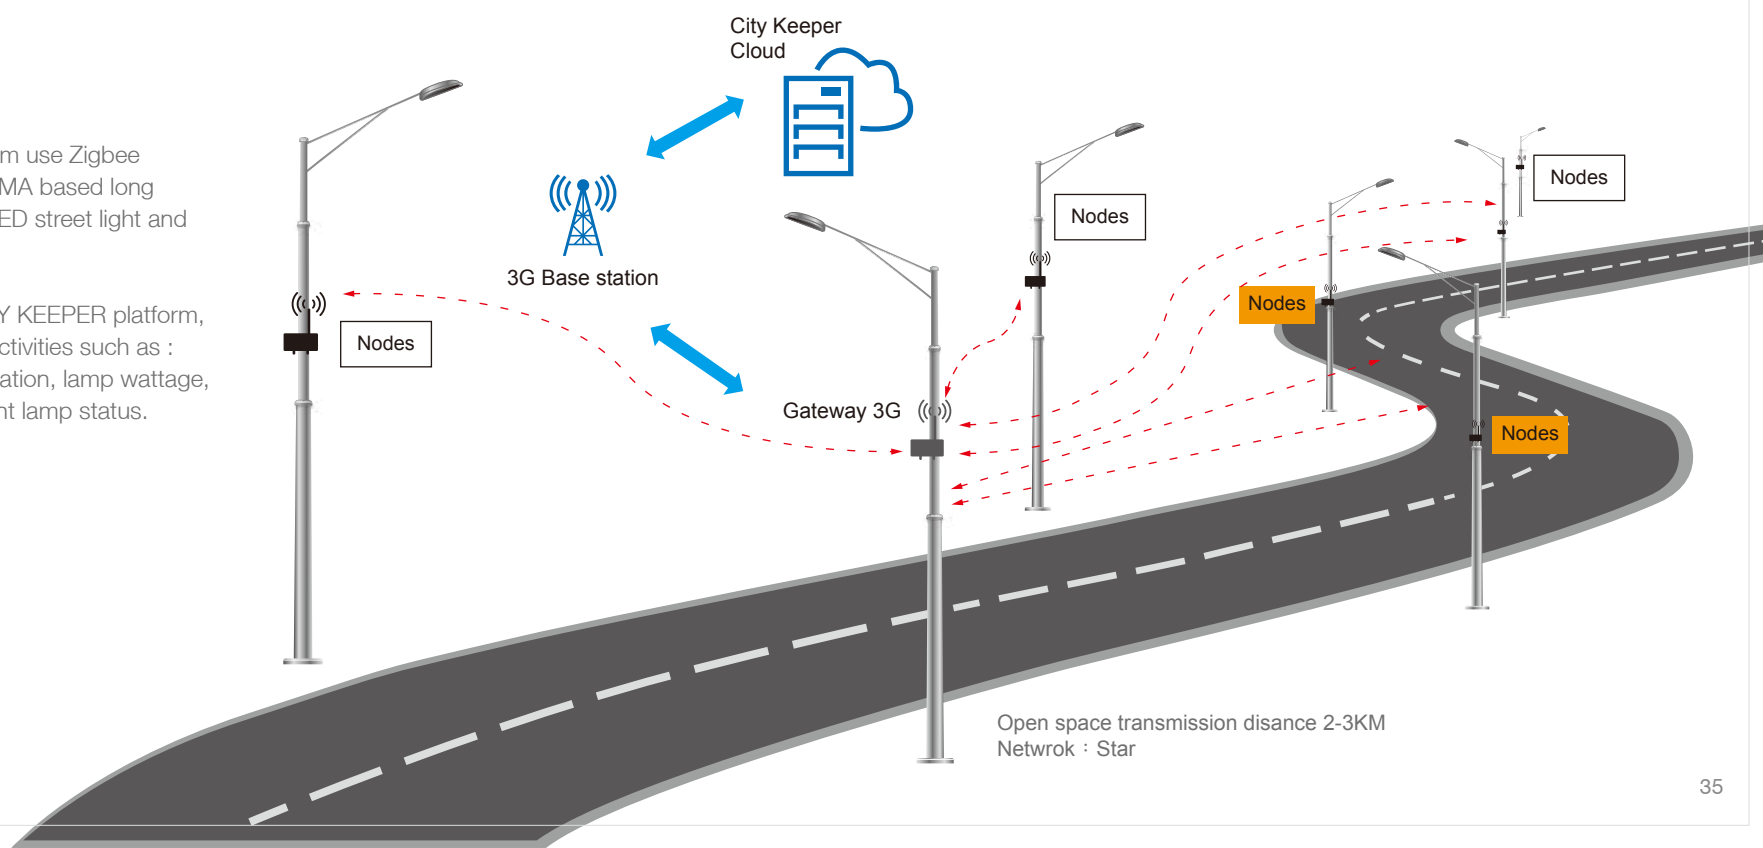 City Keeper
Cloud
m use Zigbee
MA based long
ED street light and
Y KEEPER platform,
ctivities such as :
ation, lamp wattage,
nt lamp status.
3G Base station
Nodes
Gateway 3G
Nodes
Nodes
Nodes
Nodes
Open space transmission disance 2-3KM
Netwrok：Star
35